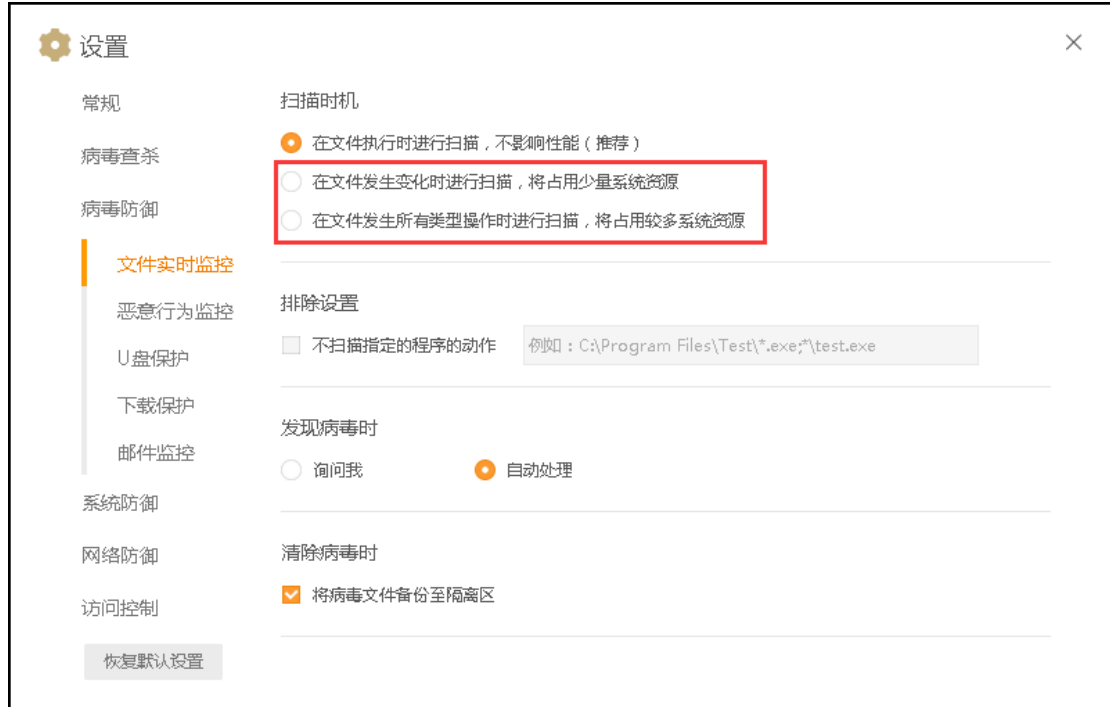 设置
常规
病毒查杀
病毒防御
文件实时监控
恶意行为监控
U盘保护
下载保护
邮件监控
系统防御
网络防御
访问控制
恢复默认设置
扫描时机
在文件执行时进行扫描，不影响性能（推荐）
在文件发生变化时进行扫描，将占用少量系统资源
在文件发生所有类型操作时进行扫描，将占用较多系统资源
排除设置
不扫描指定的程序的动作
例如：C:\Program Files\Test\*.exe;*\test.exe
发现病毒时
询问我 自动处理
清除病毒时
将病毒文件备份至隔离区